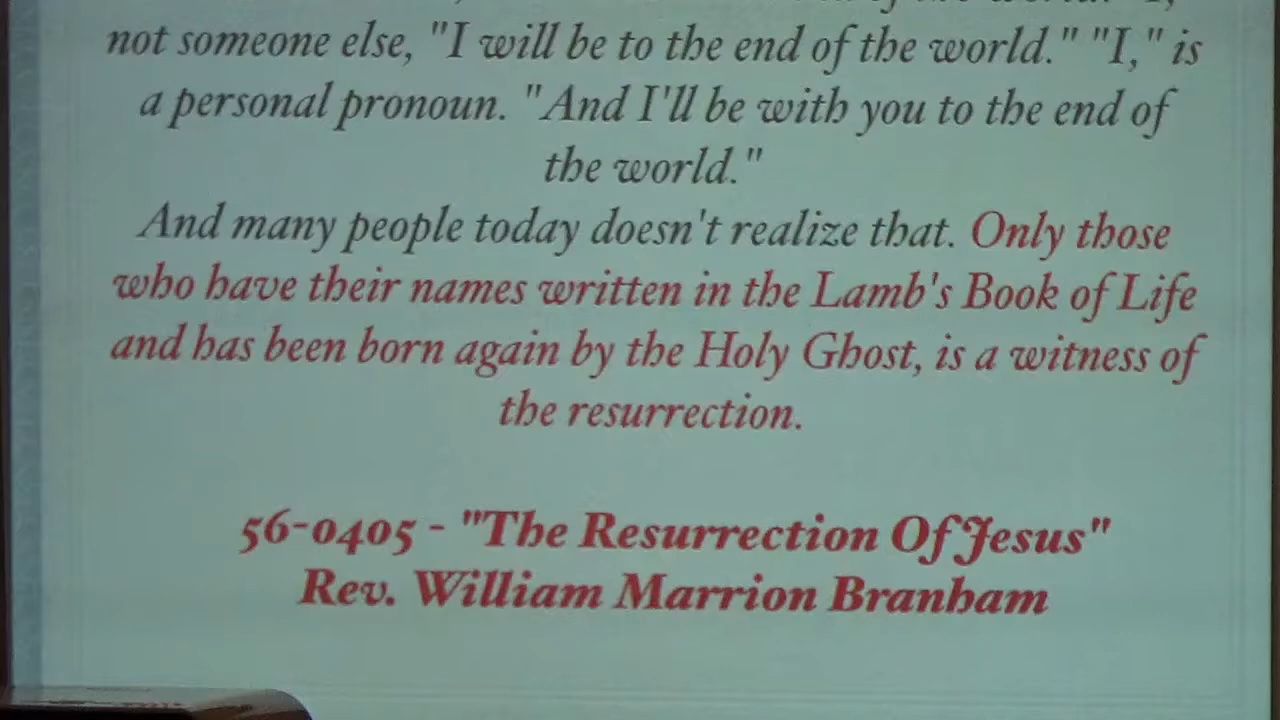 not someone else, "I will be to the end of the world." "I," is
a personal pronoun. "And I'll be with you to the end of
the world."
And many people today doesn't realize that. Only those
who have their names written in the Lamb's Book of Life
and has been born again by the Holy Ghost, is a witness of
the resurrection.
56-0405 - "The Resurrection Of Jesus"
Rev. William Marrion Branham